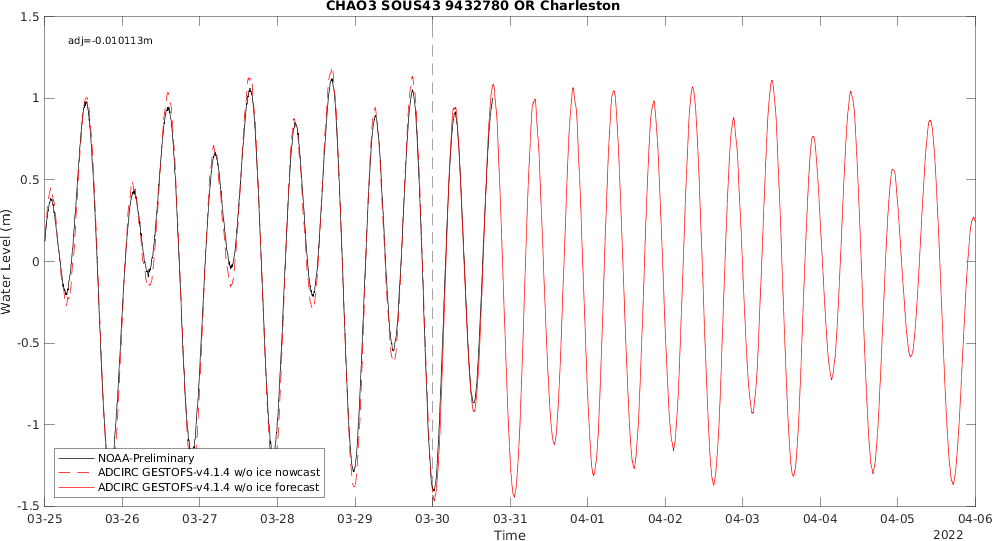 CHAO3 SOUS43 9432780 OR Charleston
adj=-0.010113m
1.5
1
0.5
0
-0.5
-1
-1.5
Water Level (m)
NOAA-Preliminary
ADCIRC GESTOFS-v4.1.4 w/o ice nowcast
ADCIRC GESTOFS-v4.1.4 w/o ice forecast
03-25 03-26 03-27 03-28 03-29 03-30 03-31 04-01 04-02 04-03 04-04 04-05 04-06
Time
2022